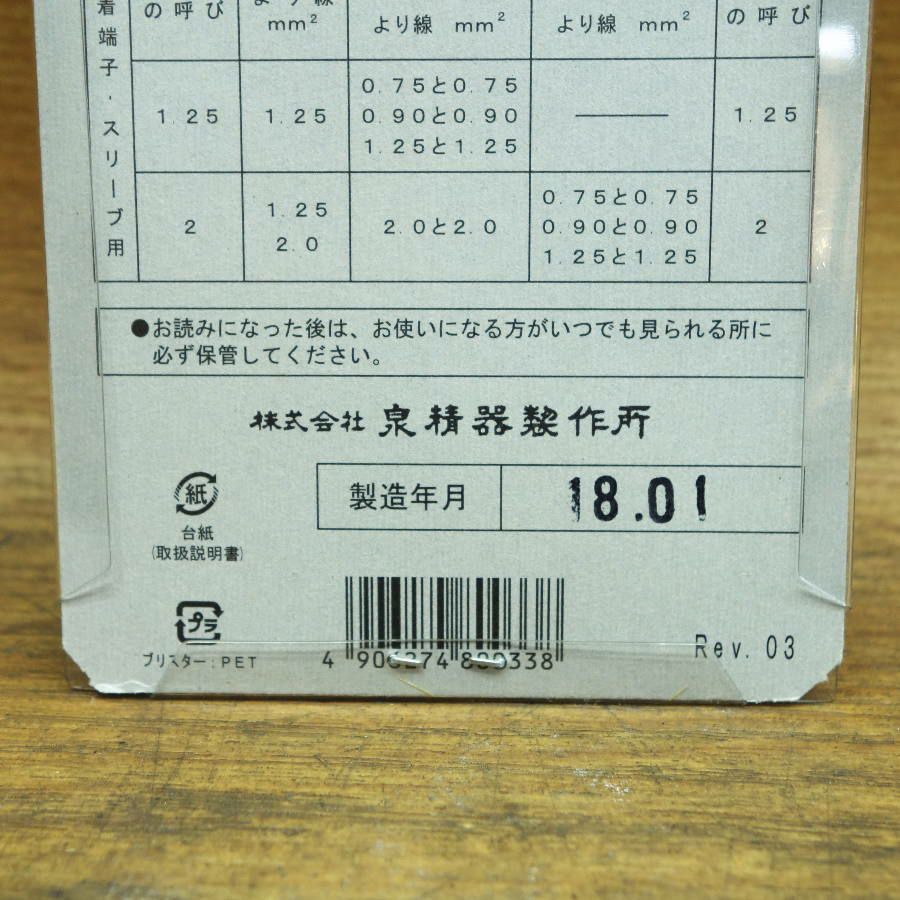 着端子・スリーブ用
の呼び
mm²
より線 mm²
より線 mm²
の呼び
1.25
1.25
0.75と0.75
0.90と0.90
1.25と1.25
1.25
2
1.25
2.0
2.0と2.0
0.75と0.75
0.90と0.90
1.25と1.25
2
●お読みになった後は、お使いになる方がいつでも見られる所に
必ず保管してください。
株式会社 泉精器製作所
製造年月
18.01
紙
台紙
(取扱説明書)
プラ
ブリスター:PET
4 906274 800338
Rev. 03